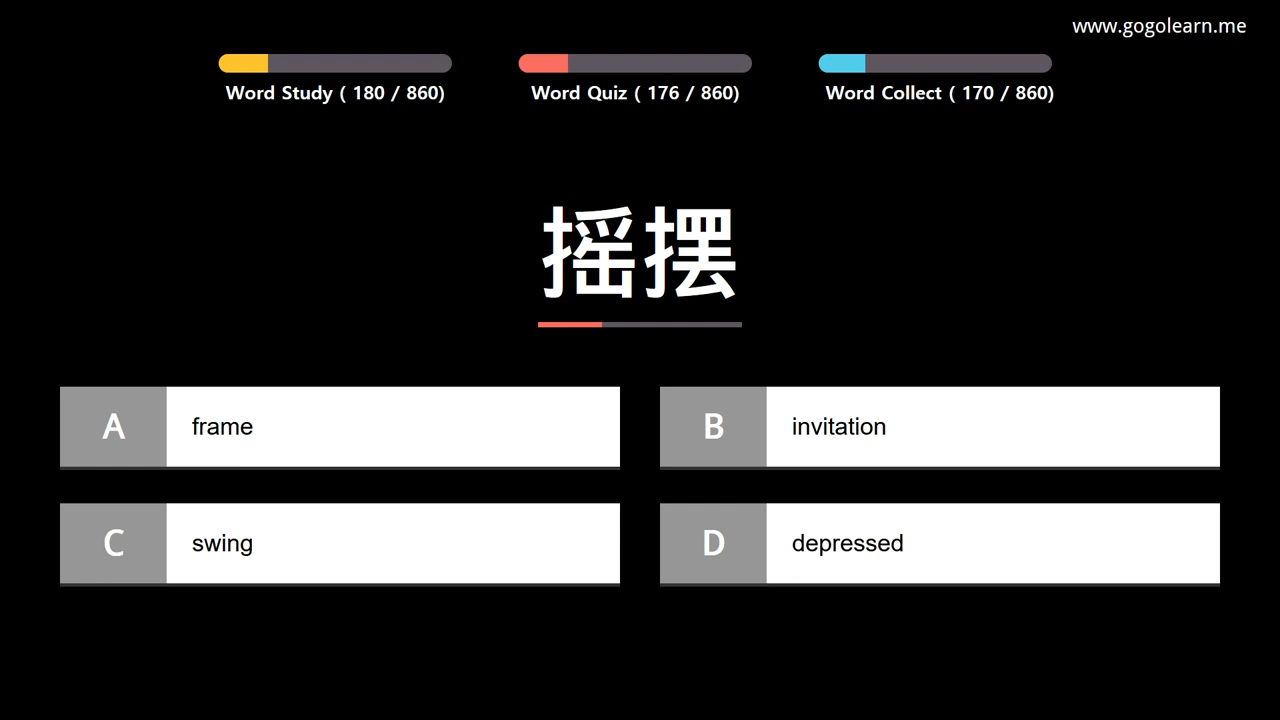 www.gogolearn.me
Word Study ( 180 / 860)
Word Quiz ( 176 / 860)
Word Collect ( 170 / 860)
摇摆
A frame
B invitation
C swing
D depressed